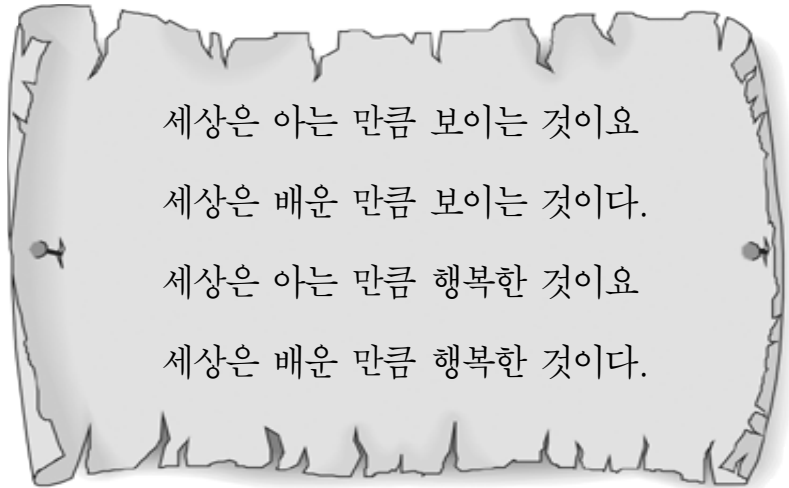 세상은 아는 만큼 보이는 것이요
세상은 배운 만큼 보이는 것이다.
세상은 아는 만큼 행복한 것이요
세상은 배운 만큼 행복한 것이다.